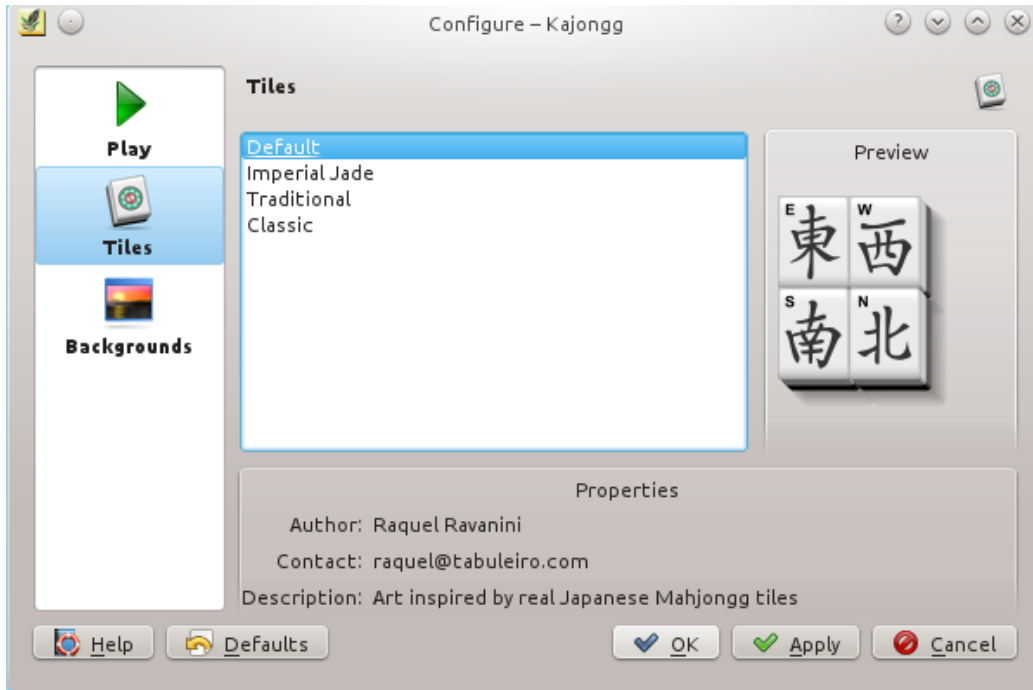 Configure – Kajongg
Play
Tiles
Backgrounds
Tiles
Default
Imperial Jade
Traditional
Classic
Preview
E 東 W 西
S 南 N 北
Properties
Author: Raquel Ravanini
Contact: raquel@tabuleiro.com
Description: Art inspired by real Japanese Mahjongg tiles
Help Defaults OK Apply Cancel